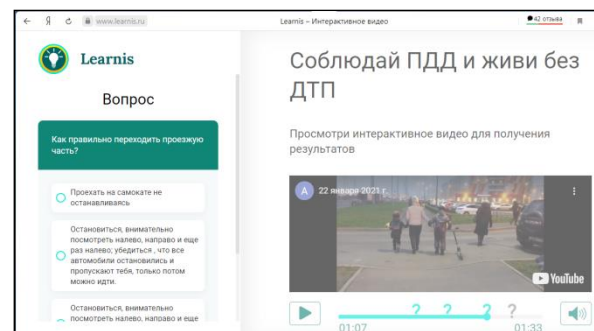 www.learnis.ru
Learnis – Интерактивное видео
42 отзыва
Learnis
Вопрос
Как правильно переходить проезжую
часть?
Проехать на самокате не
останавливаясь
Остановиться, внимательно
посмотреть налево, направо и еще
раз налево; убедиться , что все
автомобили остановились и
пропускают тебя, только потом
можно идти.
Остановиться, внимательно
посмотреть налево, направо и еще
Соблюдай ПДД и живи без
ДТП
Просмотри интерактивное видео для получения
результатов
А 22 января 2021 г.
YouTube
? ? ? ?
01:07 01:33